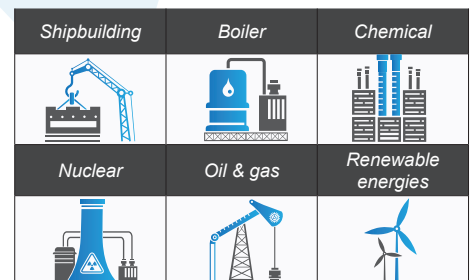 Shipbuilding
Boiler
Chemical
Nuclear
Oil & gas
Renewable
energies